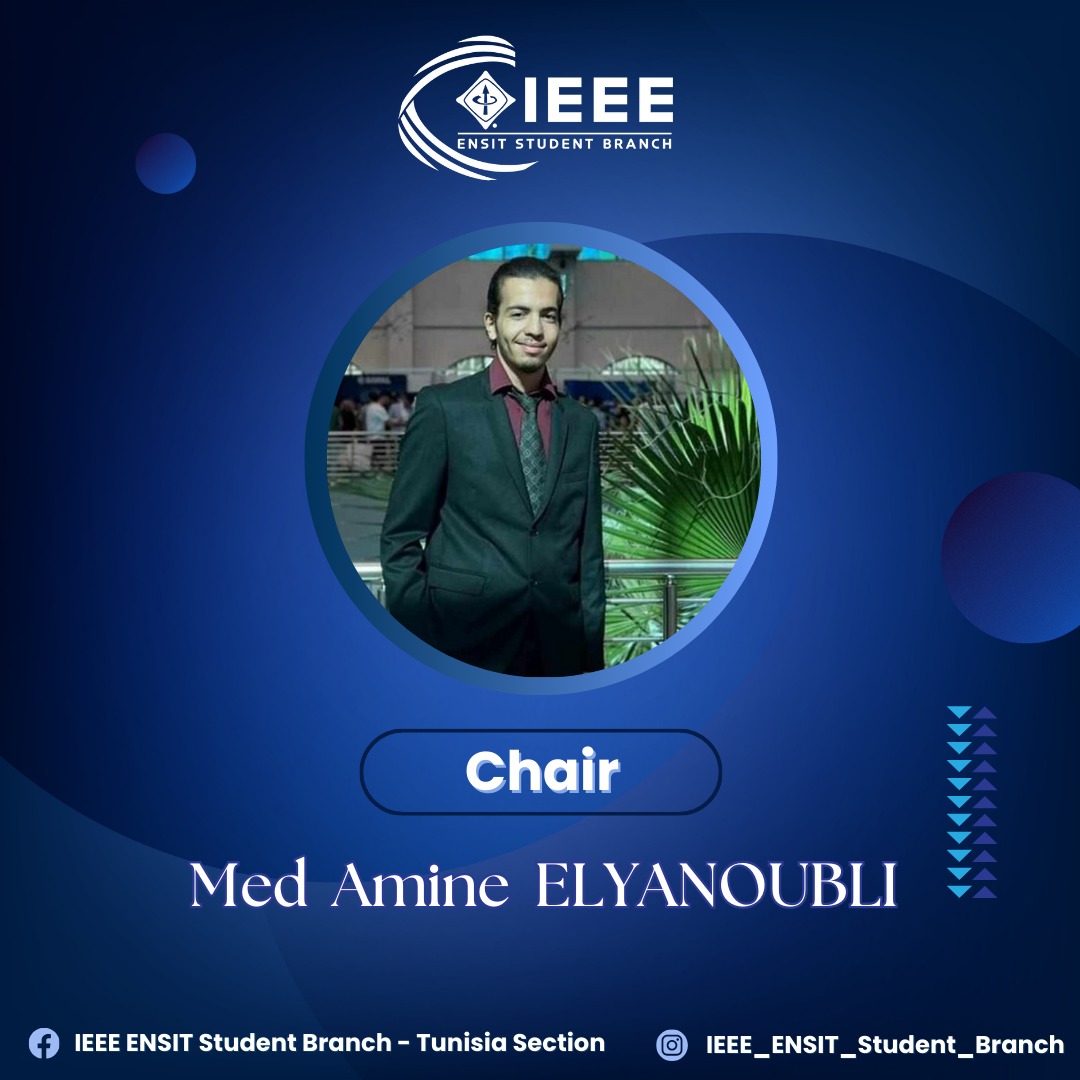 IEEE
ENSIT STUDENT BRANCH
Chair
Med Amine ELYANOUBLI
IEEE ENSIT Student Branch - Tunisia Section
IEEE_ENSIT_Student_Branch